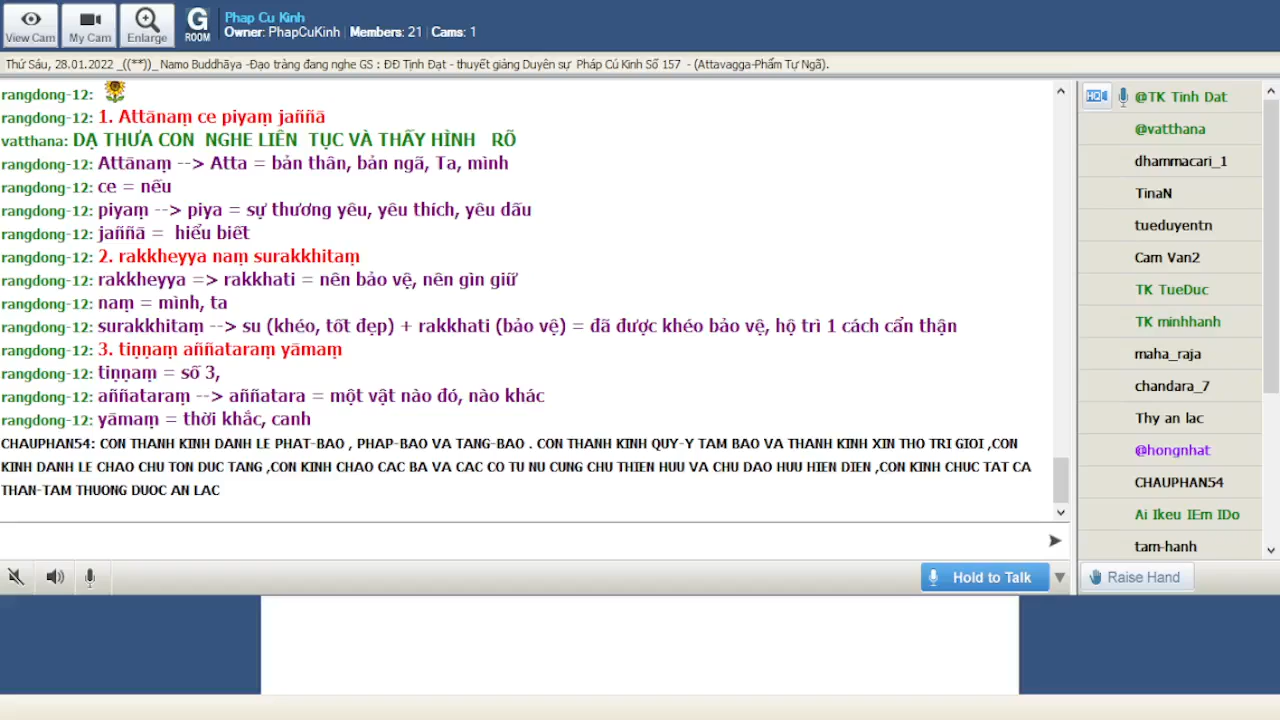 View Cam
My Cam
Enlarge
G
ROOM
Phap Cu Kinh
Owner: PhapCuKinh | Members: 21 | Cams: 1
Thứ Sáu, 28.01.2022 _((**))_ Namo Buddhāya -Đạo tràng đang nghe GS : ĐĐ Tịnh Đạt - thuyết giảng Duyên sự Pháp Cú Kinh Số 157 - (Attavagga-Phẩm Tự Ngã).
rangdong-12:
rangdong-12: 1. Attānaṃ ce piyaṃ jaññā
vatthana: DẠ THƯA CON NGHE LIÊN TỤC VÀ THẤY HÌNH RÕ
rangdong-12: Attānaṃ --> Atta = bản thân, bản ngã, Ta, mình
rangdong-12: ce = nếu
rangdong-12: piyaṃ --> piya = sự thương yêu, yêu thích, yêu dấu
rangdong-12: jaññā = hiểu biết
rangdong-12: 2. rakkheyya naṃ surakkhitaṃ
rangdong-12: rakkheyya => rakkhati = nên bảo vệ, nên gìn giữ
rangdong-12: naṃ = mình, ta
rangdong-12: surakkhitaṃ --> su (khéo, tốt đẹp) + rakkhati (bảo vệ) = đã được khéo bảo vệ, hộ trì 1 cách cẩn thận
rangdong-12: 3. tiṇṇaṃ aññataraṃ yāmaṃ
rangdong-12: tiṇṇaṃ = số 3,
rangdong-12: aññataraṃ --> aññatara = một vật nào đó, nào khác
rangdong-12: yāmaṃ = thời khắc, canh
CHAUPHAN54: CON THANH KINH DANH LE PHAT-BAO , PHAP-BAO VA TANG-BAO . CON THANH KINH QUY-Y TAM BAO VA THANH KINH XIN THO TRI GIOI ,CON
KINH DANH LE CHAO CHU TON DUC TANG ,CON KINH CHAO CAC BA VA CAC CO TU NU CUNG CHU THIEN HUU VA CHU DAO HUU HIEN DIEN ,CON KINH CHUC TAT CA
THAN-TAM THUONG DUOC AN LAC
HQ
@TK Tinh Dat
@vatthana
dhammacari_1
TinaN
tueduyentn
Cam Van2
TK TueDuc
TK minhhanh
maha_raja
chandara_7
Thy an lac
@hongnhat
CHAUPHAN54
Ai Ikeu IEm IDo
tam-hanh
Hold to Talk
Raise Hand